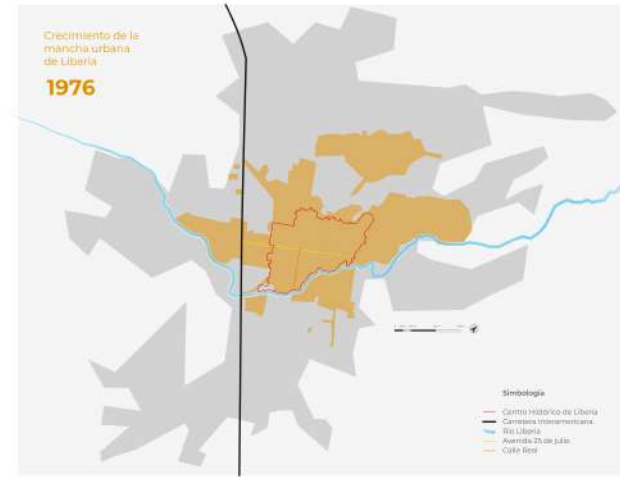 Crecimiento de la
mancha urbana
de Liberia
1976
Simbología
Centro Histórico de Liberia
Carretera Interamericana
Río Liberia
Avenida 25 de julio
Calle Real